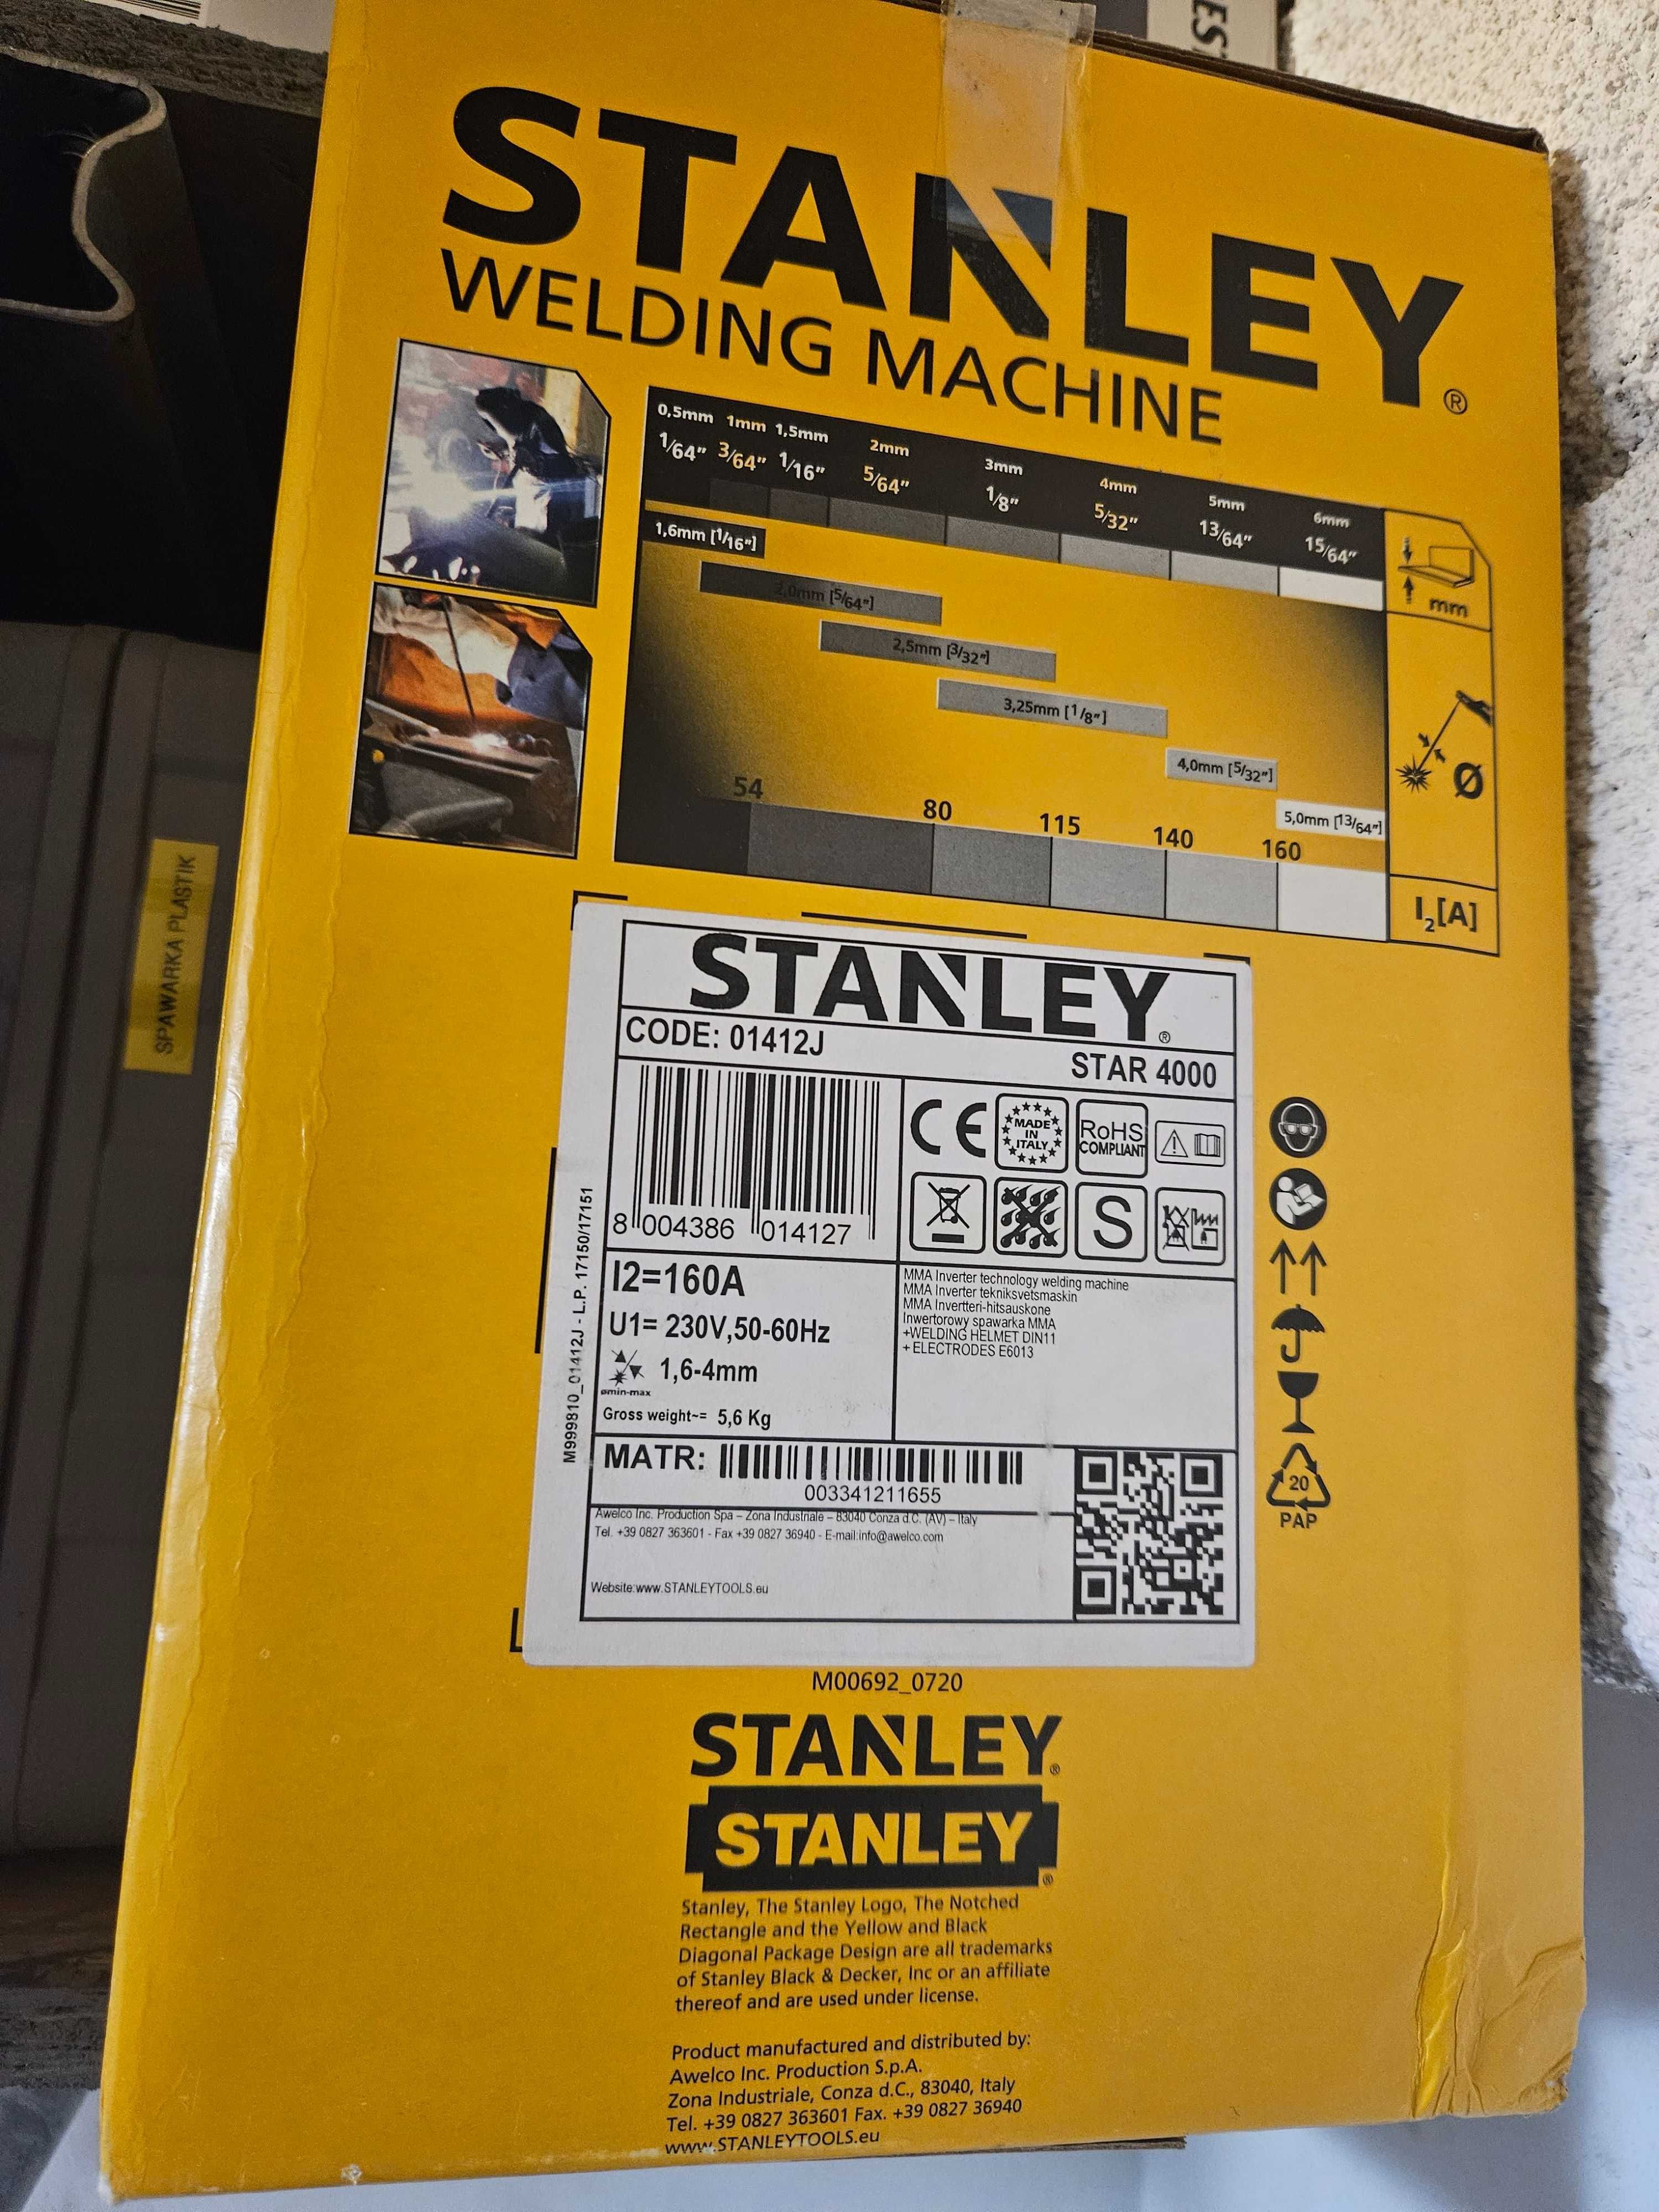 ES
STANLEY®
WELDING MACHINE
0,5mm 1mm 1,5mm 2mm 3mm 4mm 5mm 6mm
1/64" 3/64" 1/16" 5/64" 1/8" 5/32" 13/64" 15/64"
mm
1,6mm [1/16"]
2,0mm [5/64"]
2,5mm [3/32"]
3,25mm [1/8"]
4,0mm [5/32"]
5,0mm [13/64"]
Ø
54 80 115 140 160
I2[A]
SPAWARKA PLASTIK
STANLEY®
CODE: 01412J
STAR 4000
8 004386 014127
CE
MADE IN ITALY
RoHS COMPLIANT
S
M999810_01412J - L.P. 17150/17151
I2=160A
U1= 230V,50-60Hz
1,6-4mm
ømin-max
Gross weight~= 5,6 Kg
MMA Inverter technology welding machine
MMA Inverter tekniksvetsmaskin
MMA Invertteri-hitsauskone
Inwertorowy spawarka MMA
+WELDING HELMET DIN11
+ ELECTRODES E6013
MATR:
003341211655
Awelco Inc. Production Spa – Zona Industriale – 83040 Conza d.C. (AV) – Italy
Tel. +39 0827 363601 - Fax +39 0827 36940 - E-mail:info@awelco.com
Website:www.STANLEYTOOLS.eu
20
PAP
M00692_0720
STANLEY®
STANLEY®
Stanley, The Stanley Logo, The Notched
Rectangle and the Yellow and Black
Diagonal Package Design are all trademarks
of Stanley Black & Decker, Inc or an affiliate
thereof and are used under license.
Product manufactured and distributed by:
Awelco Inc. Production S.p.A.
Zona Industriale, Conza d.C., 83040, Italy
Tel. +39 0827 363601 Fax. +39 0827 36940
www.STANLEYTOOLS.eu